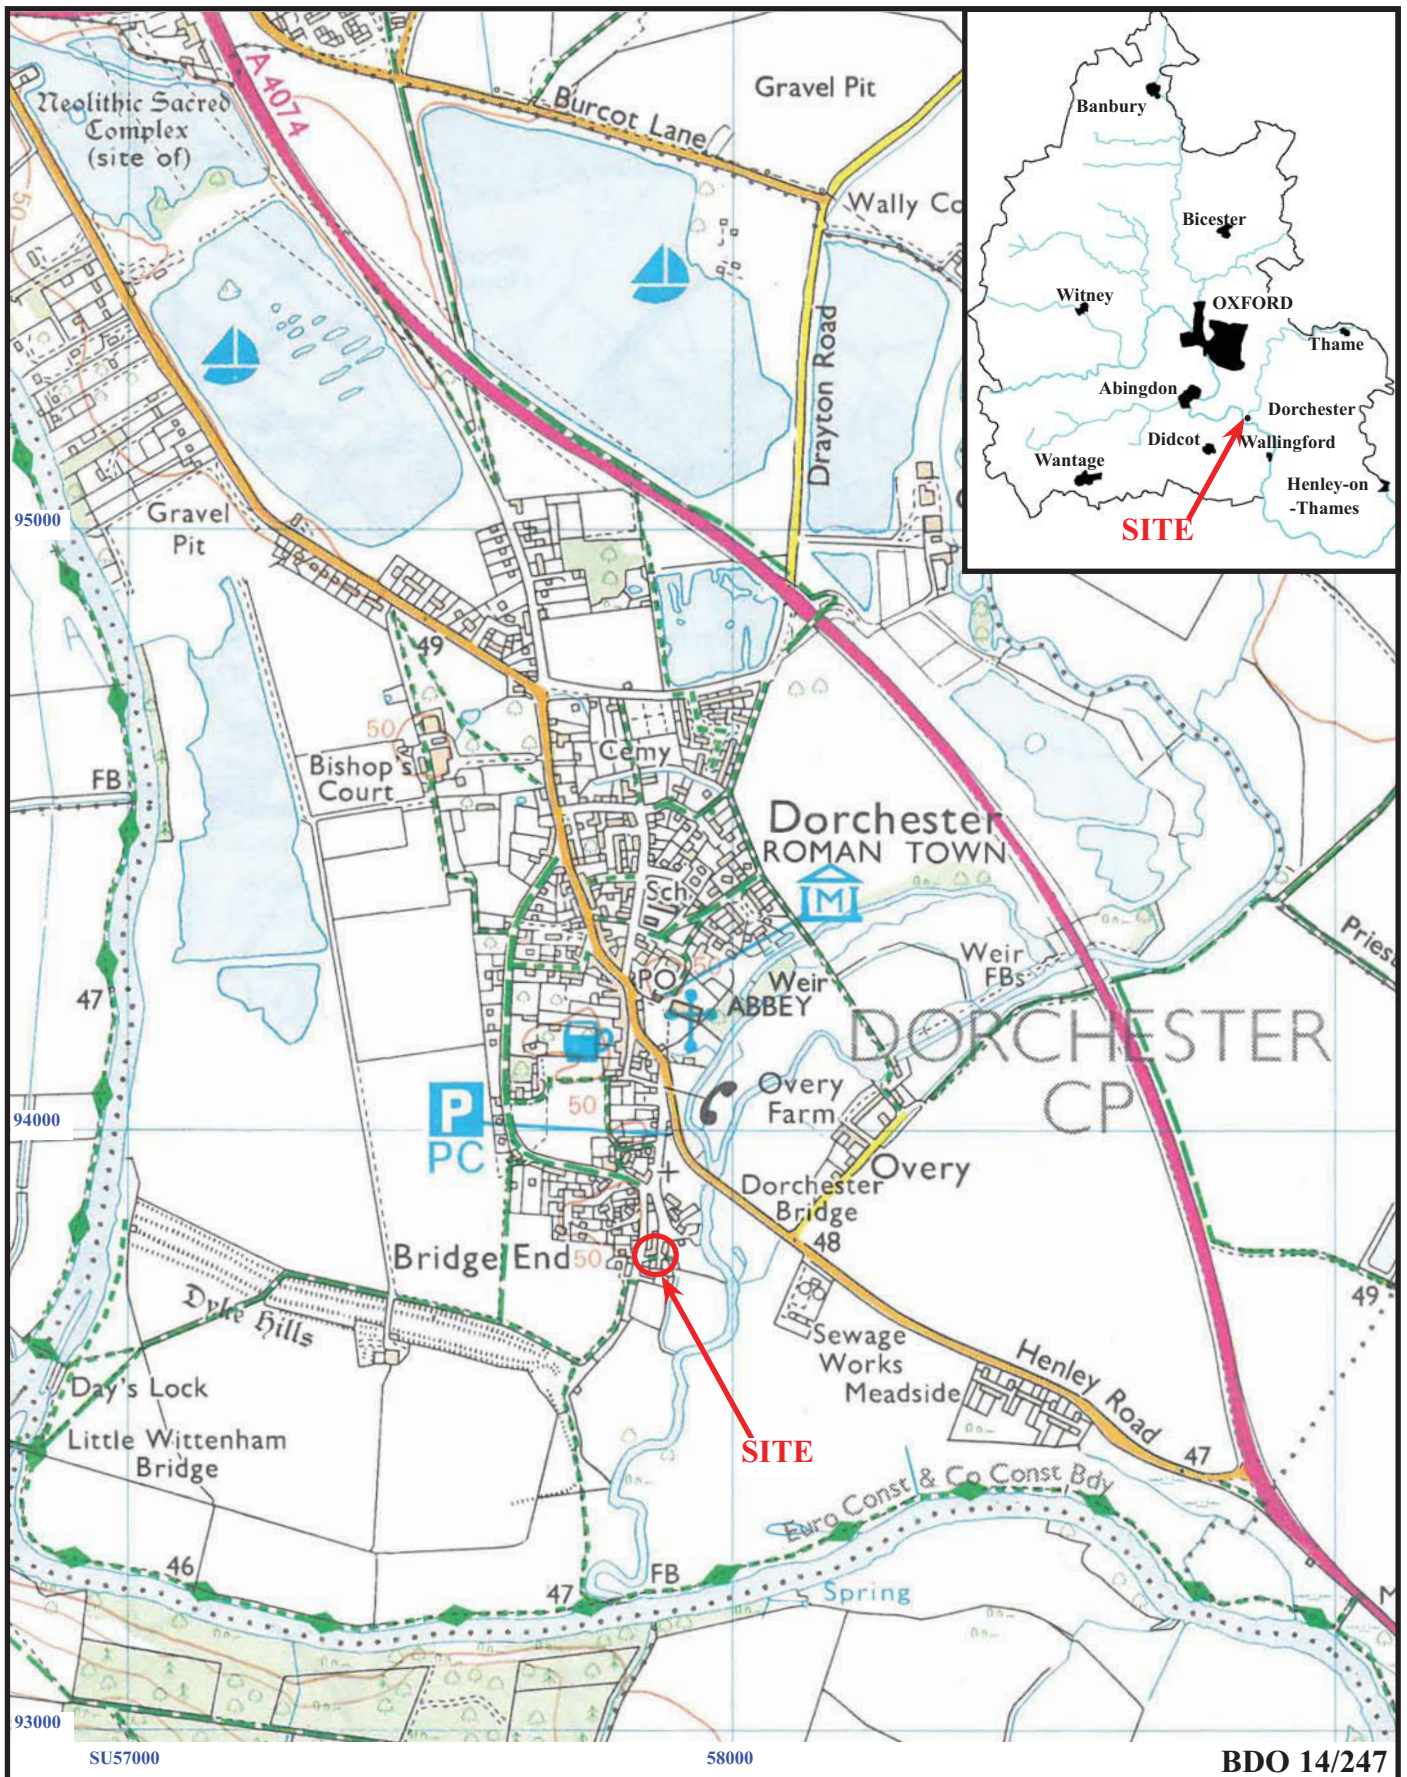 Neolithic Sacred
Complex
(site of)
A 4074
Burcot Lane
Gravel Pit
Wally Co
Drayton Road
50
Banbury
Bicester
Witney
OXFORD
Thame
Abingdon
Dorchester
Didcot
Wallingford
Wantage
Henley-on
-Thames
SITE
95000
Gravel
Pit
49
50
Bishop's
Court
Cemy
FB
Dorchester
ROMAN TOWN
M
Sch
50
PO
Weir
FBs
Weir
ABBEY
Priest
47
DORCHESTER
CP
P
PC
50
94000
Overy
Farm
Overy
Dorchester
Bridge
48
Bridge End
50
Dyke Hills
49
Sewage
Works
Meadside
Henley Road
Day's Lock
Little Wittenham
Bridge
SITE
47
Euro Const & Co Const Bdy
46
47
FB
Spring
M
93000
SU57000
58000
BDO 14/247